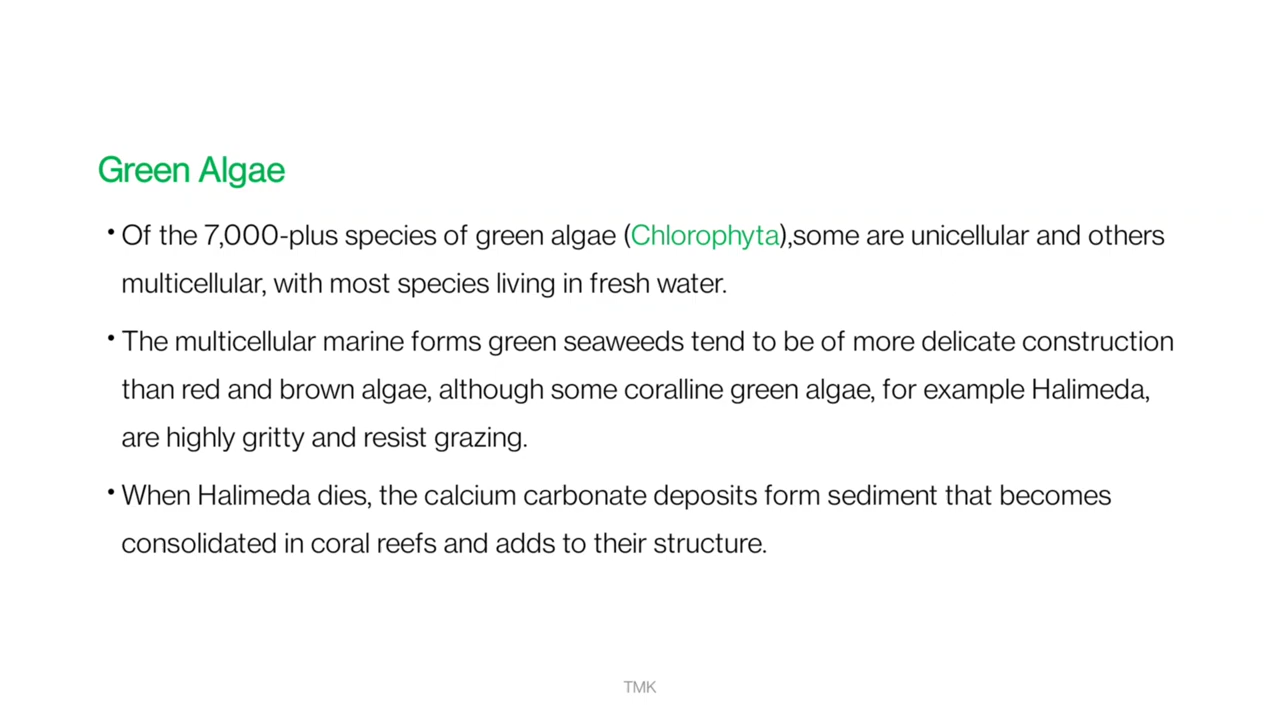 Green Algae
• Of the 7,000-plus species of green algae (Chlorophyta),some are unicellular and others
multicellular, with most species living in fresh water.
• The multicellular marine forms green seaweeds tend to be of more delicate construction
than red and brown algae, although some coralline green algae, for example Halimeda,
are highly gritty and resist grazing.
• When Halimeda dies, the calcium carbonate deposits form sediment that becomes
consolidated in coral reefs and adds to their structure.
TMK